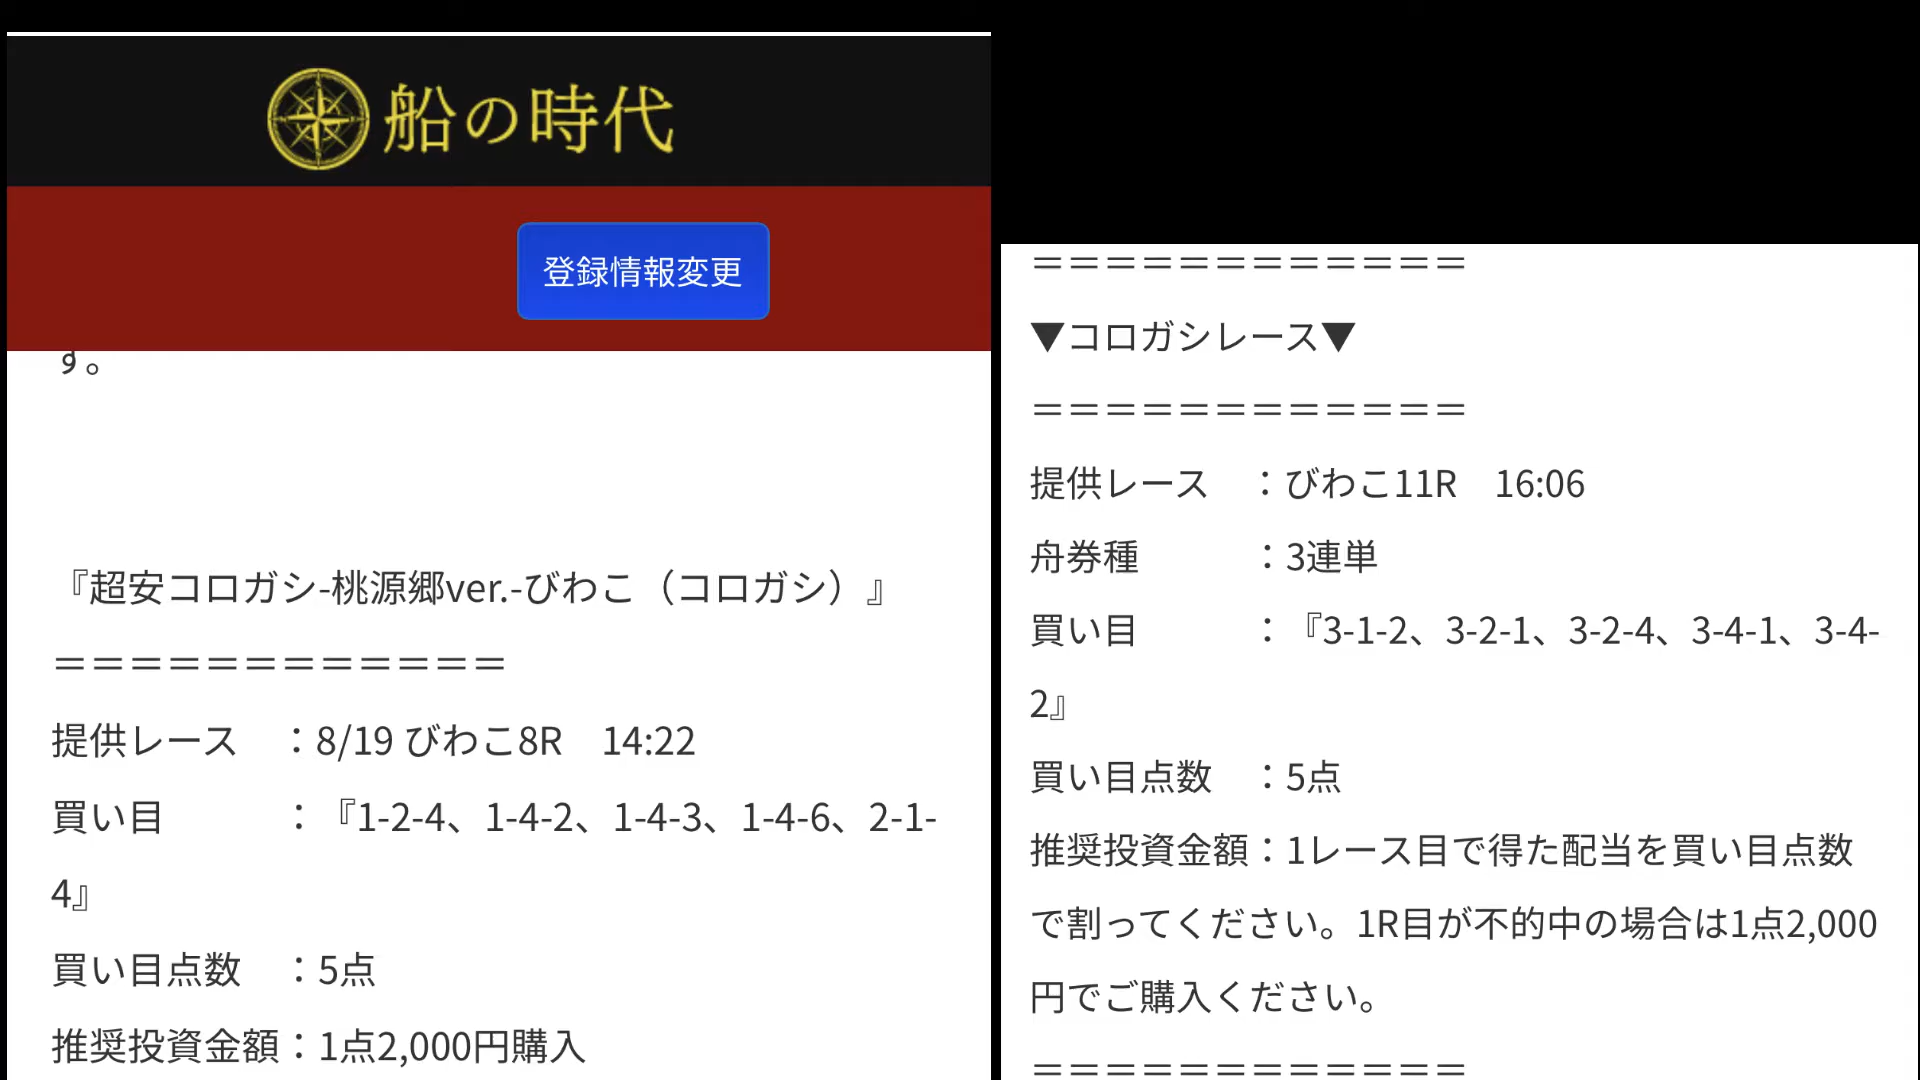 船の時代
登録情報変更
す。
『超安コロガシ-桃源郷ver.-びわこ（コロガシ）』
＝＝＝＝＝＝＝＝＝＝＝＝
提供レース　：8/19 びわこ8R　14:22
買い目　　　：『1-2-4、1-4-2、1-4-3、1-4-6、2-1-
4』
買い目点数　：5点
推奨投資金額：1点2,000円購入
＝＝＝＝＝＝＝＝＝＝＝＝
▼コロガシレース▼
＝＝＝＝＝＝＝＝＝＝＝＝
提供レース　：びわこ11R　16:06
舟券種　　　：3連単
買い目　　　：『3-1-2、3-2-1、3-2-4、3-4-1、3-4-
2』
買い目点数　：5点
推奨投資金額：1レース目で得た配当を買い目点数
で割ってください。1R目が不的中の場合は1点2,000
円でご購入ください。
＝＝＝＝＝＝＝＝＝＝＝＝